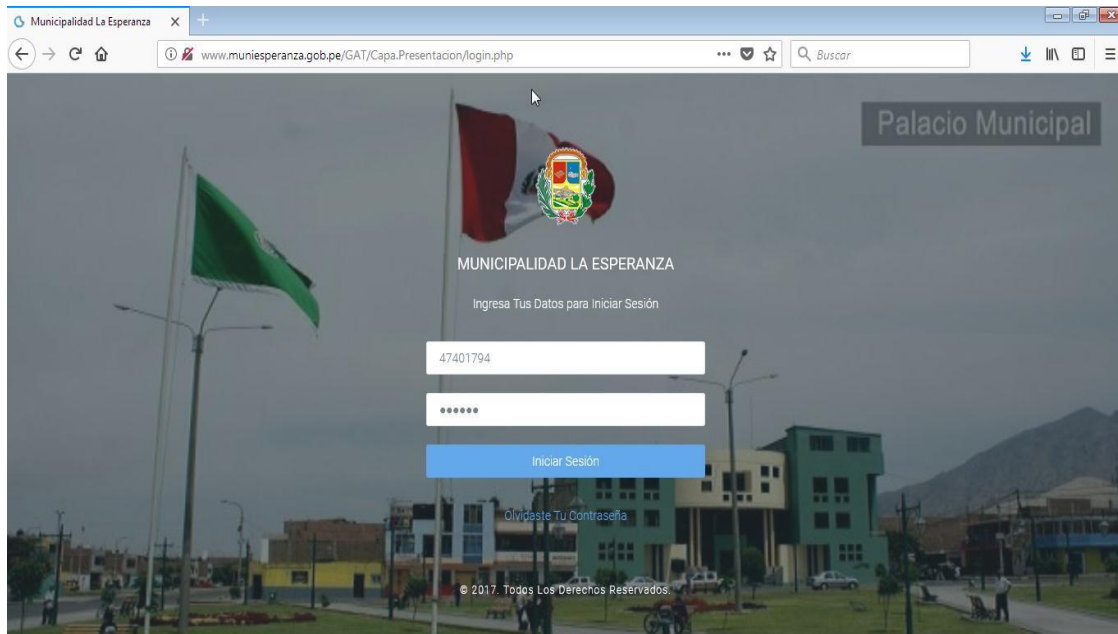 Municipalidad La Esperanza
www.muniesperanza.gob.pe/GAT/Capa.Presentacion/login.php
Buscar
Palacio Municipal
MUNICIPALIDAD LA ESPERANZA
Ingresa Tus Datos para Iniciar Sesión
47401794
••••••
Iniciar Sesión
Olvidaste Tu Contraseña
© 2017. Todos Los Derechos Reservados.